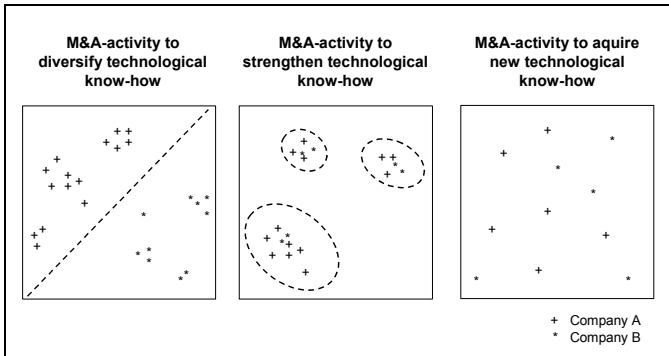 M&A-activity to
diversify technological
know-how
M&A-activity to
strengthen technological
know-how
M&A-activity to aquire
new technological
know-how
+ Company A
* Company B